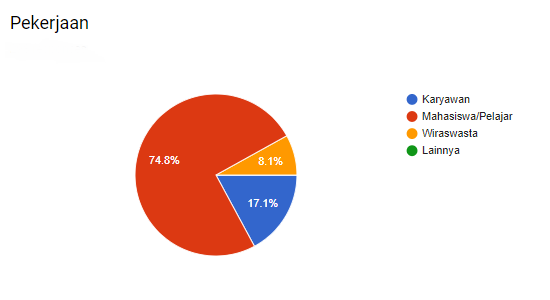 Pekerjaan
Karyawan
Mahasiswa/Pelajar
Wiraswasta
Lainnya
74.8%
8.1%
17.1%